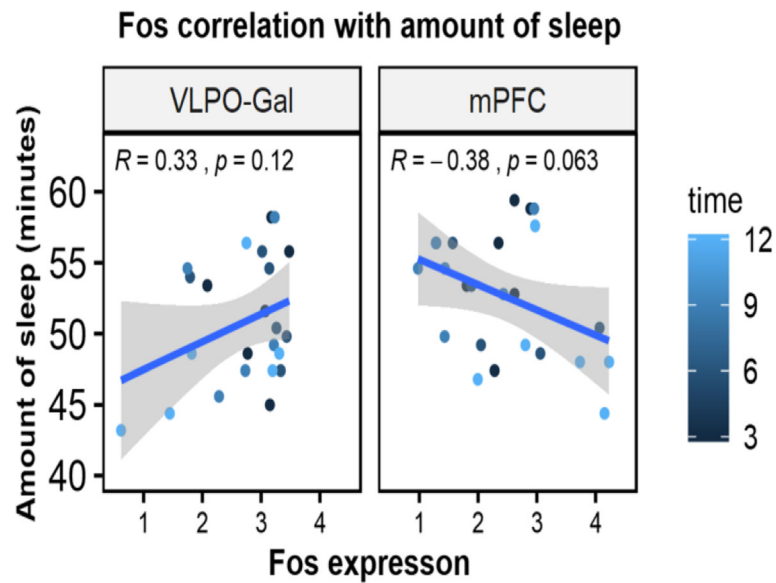 Fos correlation with amount of sleep
VLPO-Gal
mPFC
R = 0.33 , p = 0.12
R = − 0.38 , p = 0.063
Amount of sleep (minutes)
60
55
50
45
40
1 2 3 4
1 2 3 4
Fos expresson
time
12
9
6
3